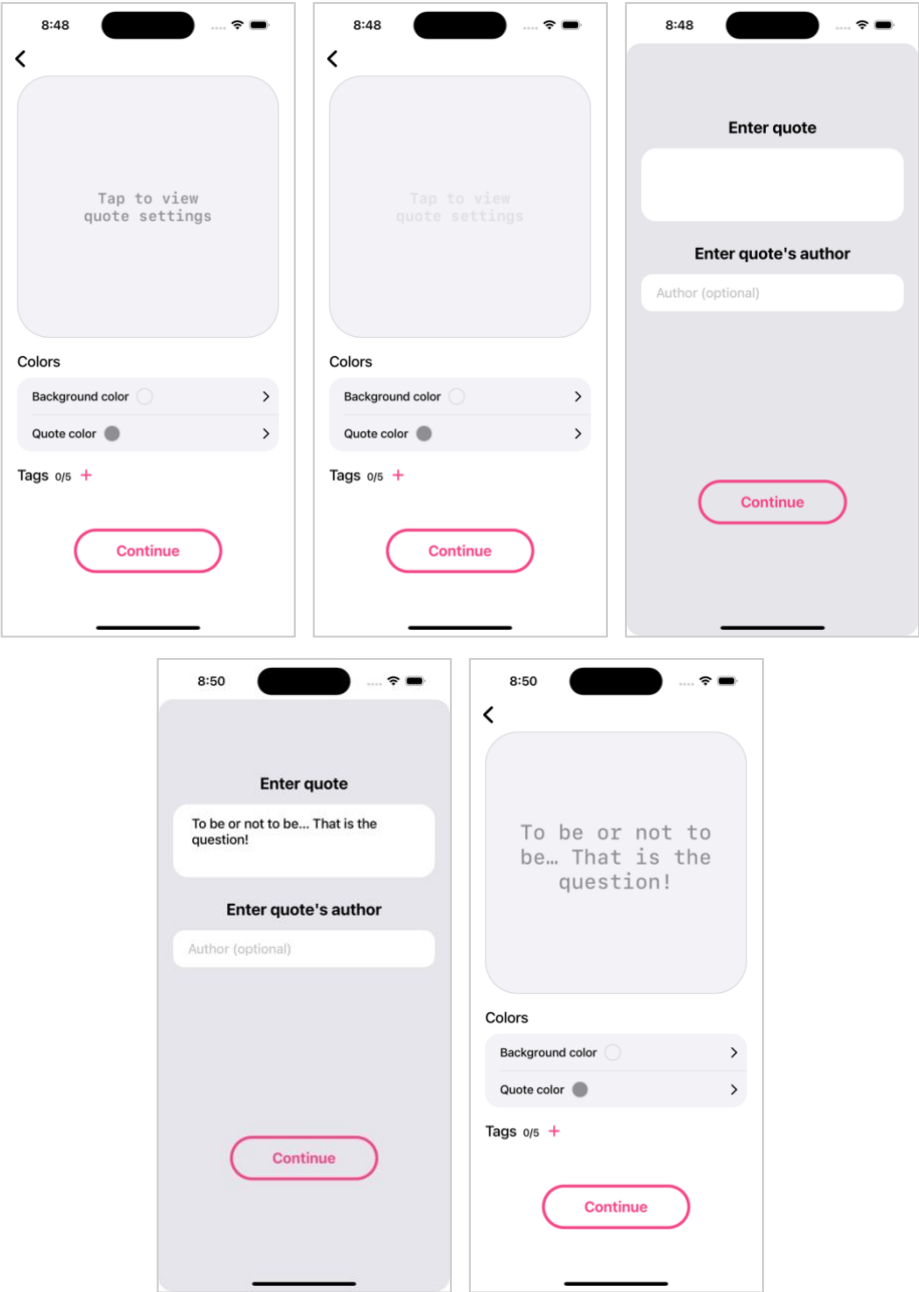 8:48
Tap to view
quote settings
Colors
Background color
Quote color
Tags 0/5 +
Continue
8:48
Tap to view
quote settings
Colors
Background color
Quote color
Tags 0/5 +
Continue
8:48
Enter quote
Enter quote's author
Author (optional)
Continue
8:50
Enter quote
To be or not to be... That is the
question!
Enter quote's author
Author (optional)
Continue
8:50
To be or not to
be… That is the
question!
Colors
Background color
Quote color
Tags 0/5 +
Continue